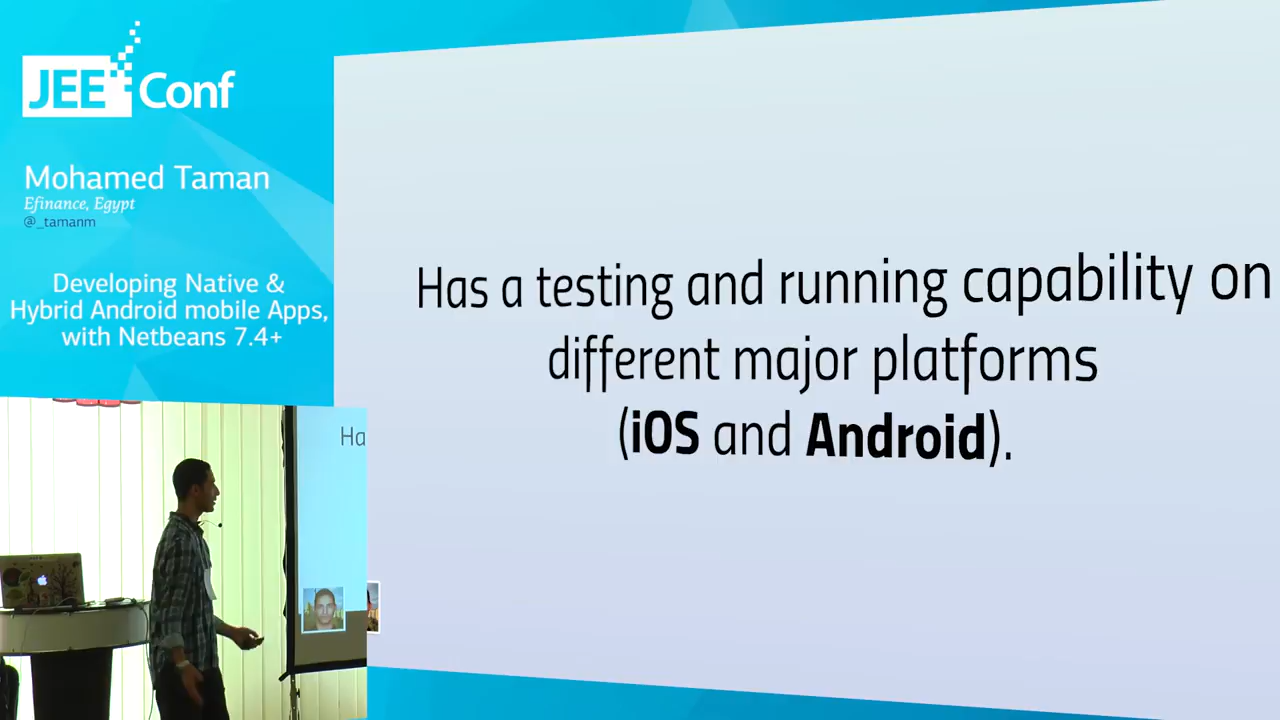 JEE Conf
Mohamed Taman
Efinance, Egypt
@_tamanm
Developing Native &
Hybrid Android mobile Apps,
with Netbeans 7.4+
Has a testing and running capability on
different major platforms
(iOS and Android).
Ha